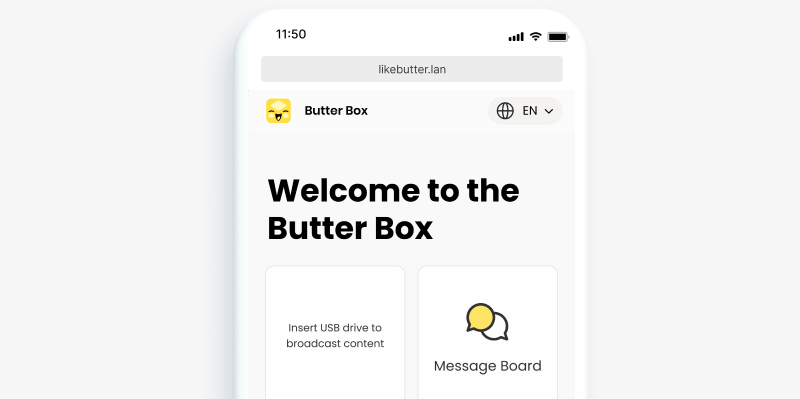 11:50
likebutter.lan
Butter Box
EN
Welcome to the
Butter Box
Insert USB drive to
broadcast content
Message Board